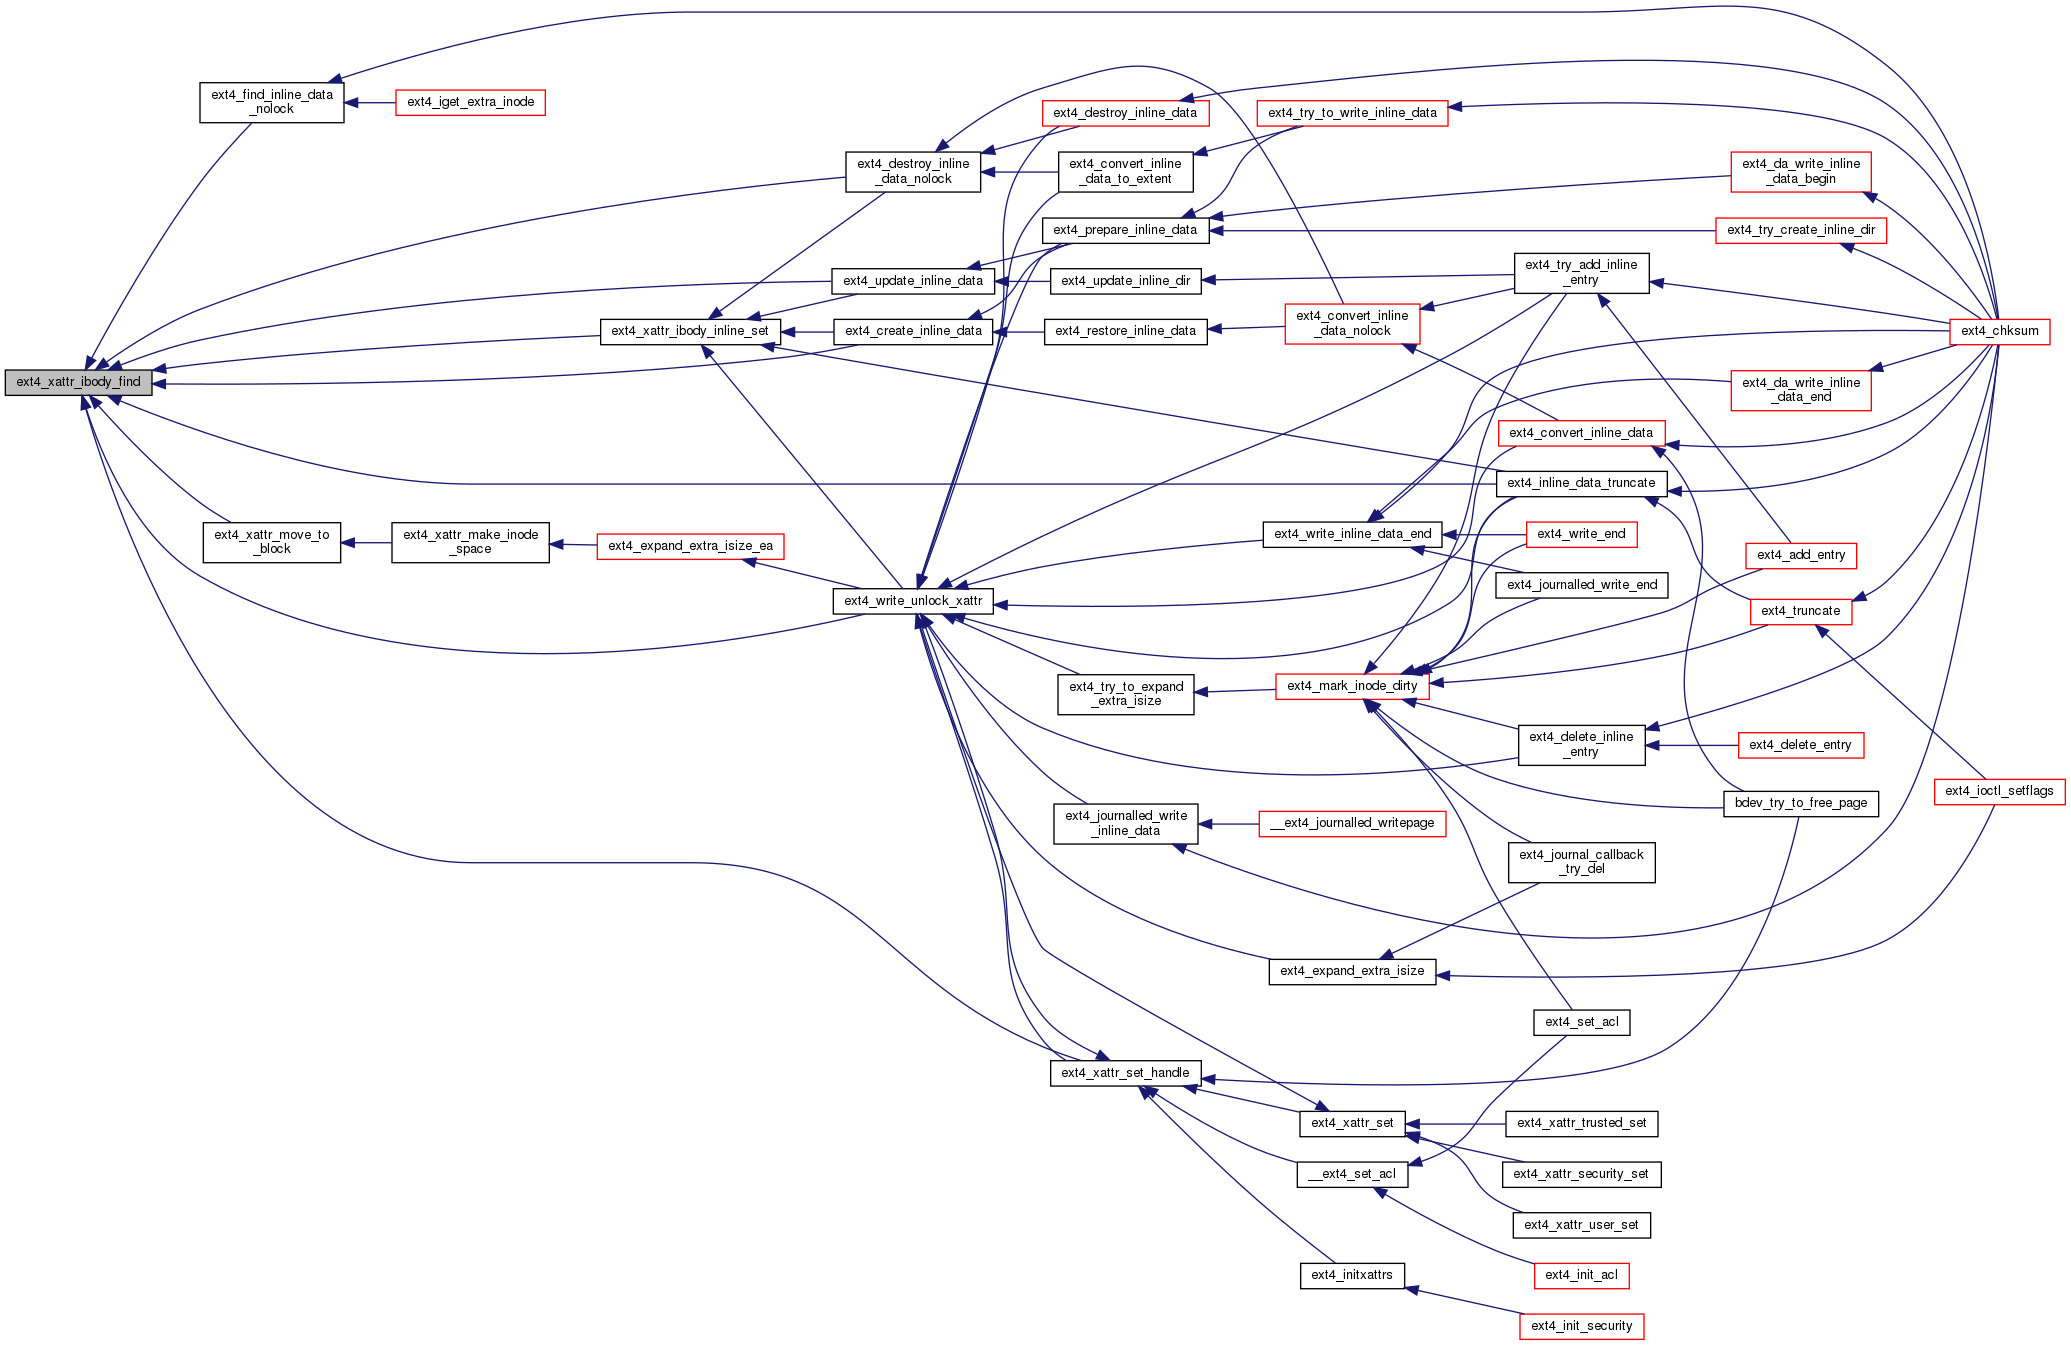 ext4_xattr_ibody_find
ext4_find_inline_data
_nolock
ext4_xattr_move_to
_block
ext4_iget_extra_inode
ext4_xattr_make_inode
_space
ext4_xattr_ibody_inline_set
ext4_expand_extra_isize_ea
ext4_destroy_inline
_data_nolock
ext4_update_inline_data
ext4_create_inline_data
ext4_write_unlock_xattr
ext4_destroy_inline_data
ext4_convert_inline
_data_to_extent
ext4_prepare_inline_data
ext4_update_inline_dir
ext4_restore_inline_data
ext4_try_to_expand
_extra_isize
ext4_journalled_write
_inline_data
ext4_xattr_set_handle
ext4_try_to_write_inline_data
ext4_convert_inline
_data_nolock
ext4_write_inline_data_end
ext4_mark_inode_dirty
__ext4_journalled_writepage
ext4_expand_extra_isize
ext4_xattr_set
__ext4_set_acl
ext4_initxattrs
ext4_try_add_inline
_entry
ext4_convert_inline_data
ext4_inline_data_truncate
ext4_write_end
ext4_journalled_write_end
ext4_delete_inline
_entry
ext4_journal_callback
_try_del
ext4_set_acl
ext4_xattr_trusted_set
ext4_xattr_security_set
ext4_xattr_user_set
ext4_init_acl
ext4_init_security
ext4_da_write_inline
_data_begin
ext4_try_create_inline_dir
ext4_da_write_inline
_data_end
ext4_add_entry
ext4_truncate
ext4_delete_entry
bdev_try_to_free_page
ext4_chksum
ext4_ioctl_setflags